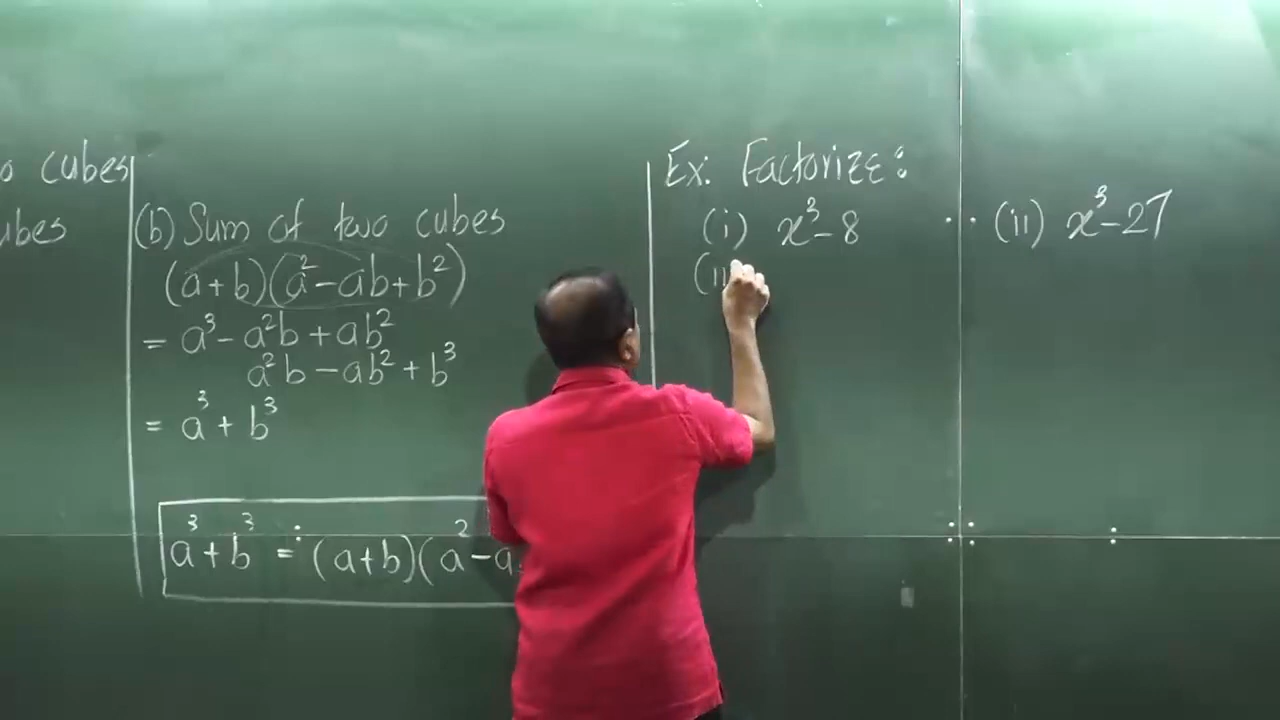 o cubes
ubes
(b) Sum of two cubes
(a+b)(a²-ab+b²)
= a³-a²b+ab²
a²b-ab²+b³
= a³+b³
a³+b³ = (a+b)(a²-a
Ex: Factorize:
(i) x³-8
(ii) x³-27
(ii